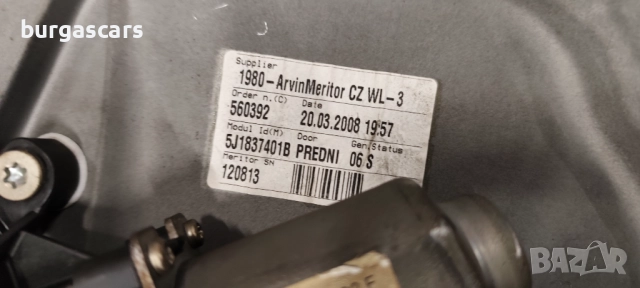 burgascars
Supplier
1980-ArvinMeritor CZ WL-3
Order n.(C) Date
560392 20.03.2008 19:57
Modul Id(M) Door Gen.Status
5J1837401B PREDNI 06 S
Meritor SN
120813
BAZAR